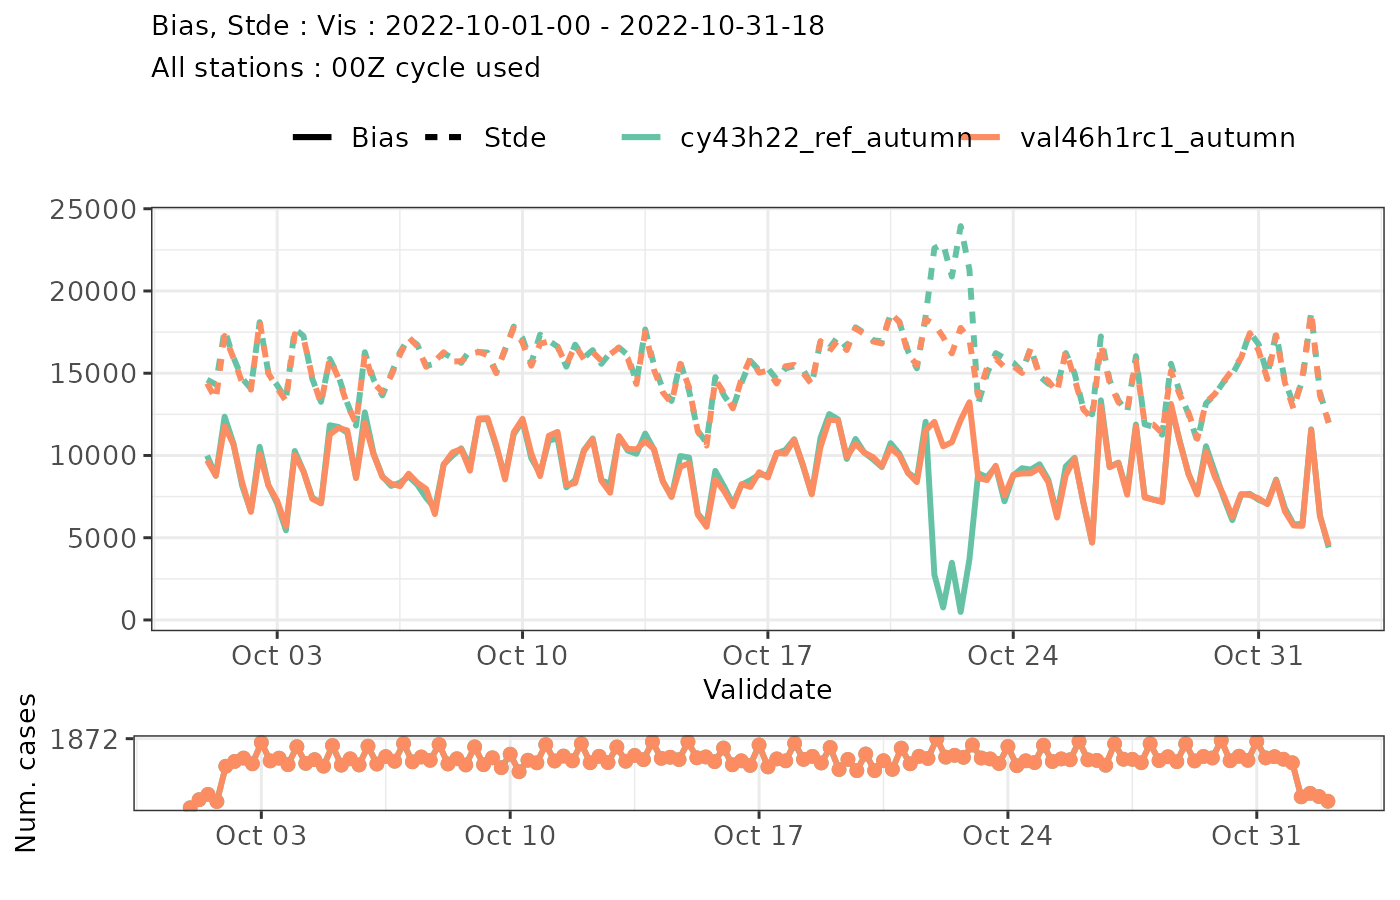 Bias, Stde : Vis : 2022-10-01-00 - 2022-10-31-18
All stations : 00Z cycle used
Bias Stde cy43h22_ref_autumn val46h1rc1_autumn
25000
20000
15000
10000
5000
0
Oct 03 Oct 10 Oct 17 Oct 24 Oct 31
Validdate
Num. cases
1872
Oct 03 Oct 10 Oct 17 Oct 24 Oct 31